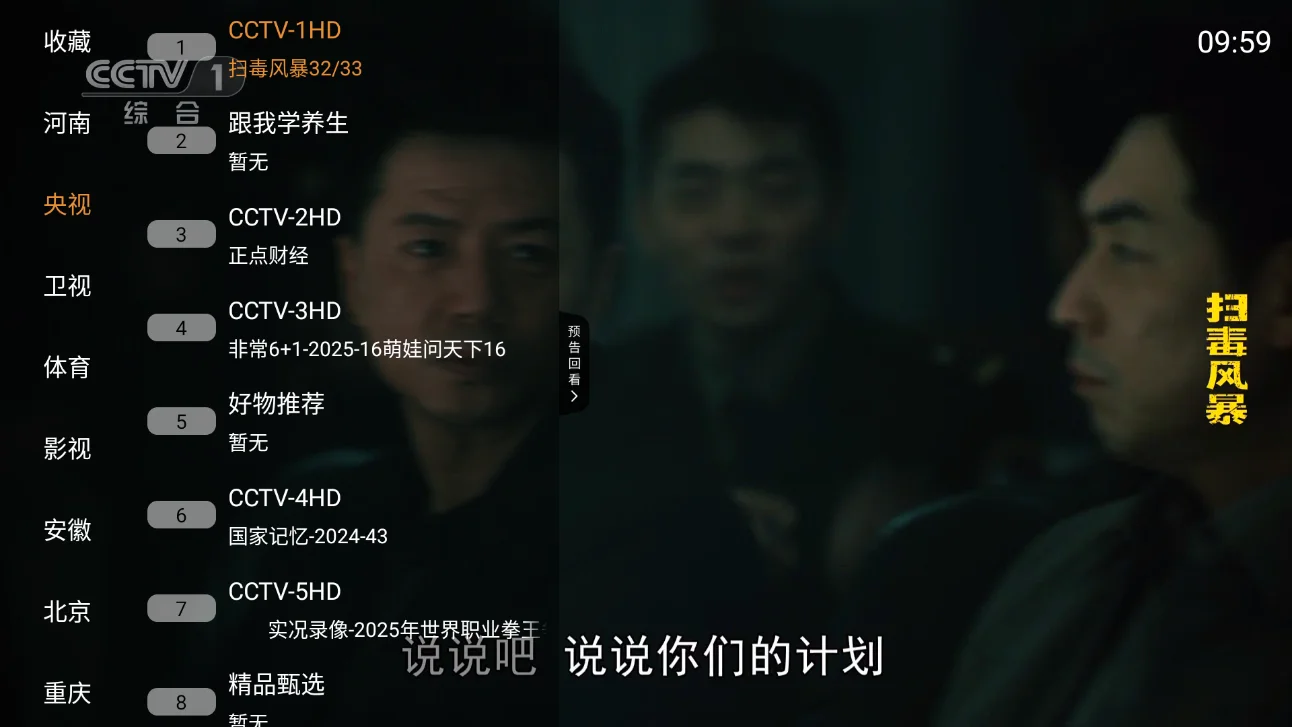 收藏
河南
央视
卫视
体育
影视
安徽
北京
重庆
1
CCTV-1HD
扫毒风暴32/33
CCTV 1
综合
2
跟我学养生
暂无
3
CCTV-2HD
正点财经
4
CCTV-3HD
非常6+1-2025-16萌娃问天下16
5
好物推荐
暂无
6
CCTV-4HD
国家记忆-2024-43
7
CCTV-5HD
实况录像-2025年世界职业拳王
8
精品甄选
暂无
预告回看
09:59
扫毒风暴
说说吧 说说你们的计划